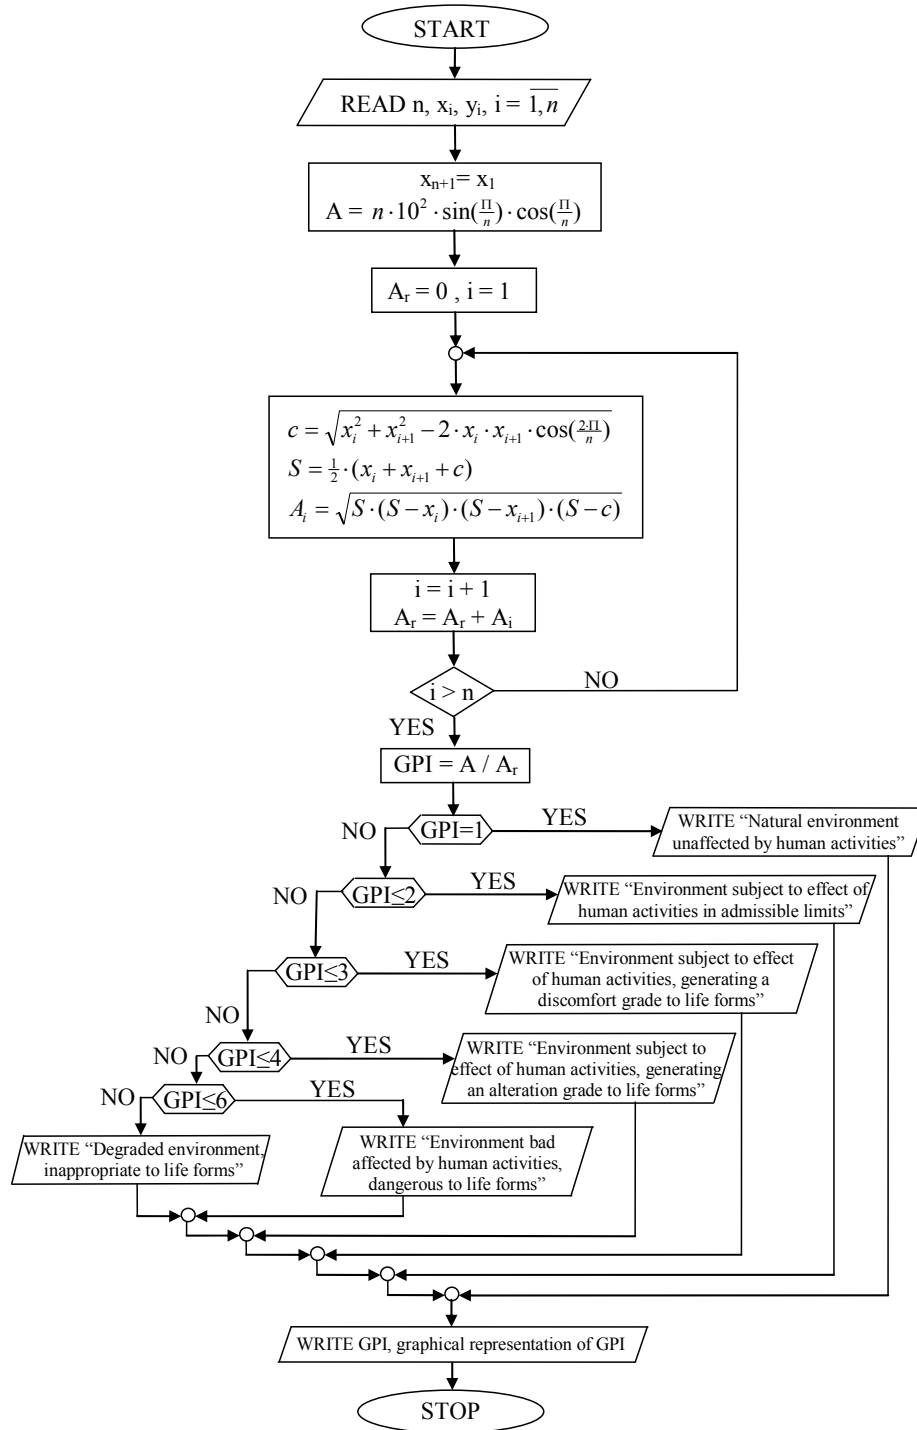 START
READ n, xᵢ, yᵢ, i = \overline{1,n}
xₙ₊₁= x₁
A = n·10²·sin(Π/n)·cos(Π/n)
Aᵣ = 0 , i = 1
c = √(xᵢ² + xᵢ₊₁² − 2·xᵢ·xᵢ₊₁·cos(2·Π/n))
S = ½·(xᵢ + xᵢ₊₁ + c)
Aᵢ = √(S·(S − xᵢ)·(S − xᵢ₊₁)·(S − c))
i = i + 1
Aᵣ = Aᵣ + Aᵢ
i > n
NO
YES
GPI = A / Aᵣ
NO
GPI=1
YES
WRITE “Natural environment
unaffected by human activities”
NO
GPI≤2
YES
WRITE “Environment subject to effect of
human activities in admissible limits”
NO
GPI≤3
YES
WRITE “Environment subject to effect
of human activities, generating a
discomfort grade to life forms”
NO
GPI≤4
YES
WRITE “Environment subject to
effect of human activities, generating
an alteration grade to life forms”
NO
GPI≤6
YES
WRITE “Degraded environment,
inappropriate to life forms”
WRITE “Environment bad
affected by human activities,
dangerous to life forms”
WRITE GPI, graphical representation of GPI
STOP